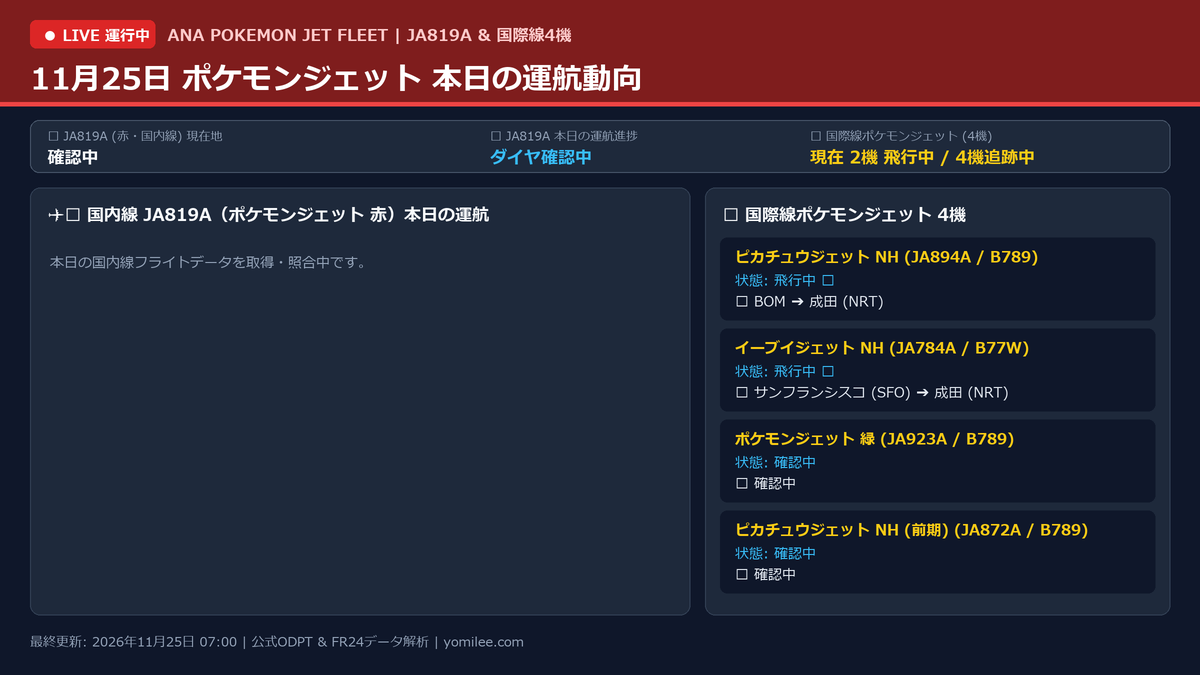 ● LIVE 運行中 ANA POKEMON JET FLEET | JA819A & 国際線4機
11月25日 ポケモンジェット 本日の運航動向
□ JA819A (赤・国内線) 現在地
確認中
□ JA819A 本日の運航進捗
ダイヤ確認中
□ 国際線ポケモンジェット (4機)
現在 2機 飛行中 / 4機追跡中
✈□ 国内線 JA819A（ポケモンジェット 赤）本日の運航
本日の国内線フライトデータを取得・照合中です。
□ 国際線ポケモンジェット 4機
ピカチュウジェット NH (JA894A / B789)
状態: 飛行中 □
□ BOM ➔ 成田 (NRT)
イーブイジェット NH (JA784A / B77W)
状態: 飛行中 □
□ サンフランシスコ (SFO) ➔ 成田 (NRT)
ポケモンジェット 緑 (JA923A / B789)
状態: 確認中
□ 確認中
ピカチュウジェット NH (前期) (JA872A / B789)
状態: 確認中
□ 確認中
最終更新: 2026年11月25日 07:00 | 公式ODPT & FR24データ解析 | yomilee.com